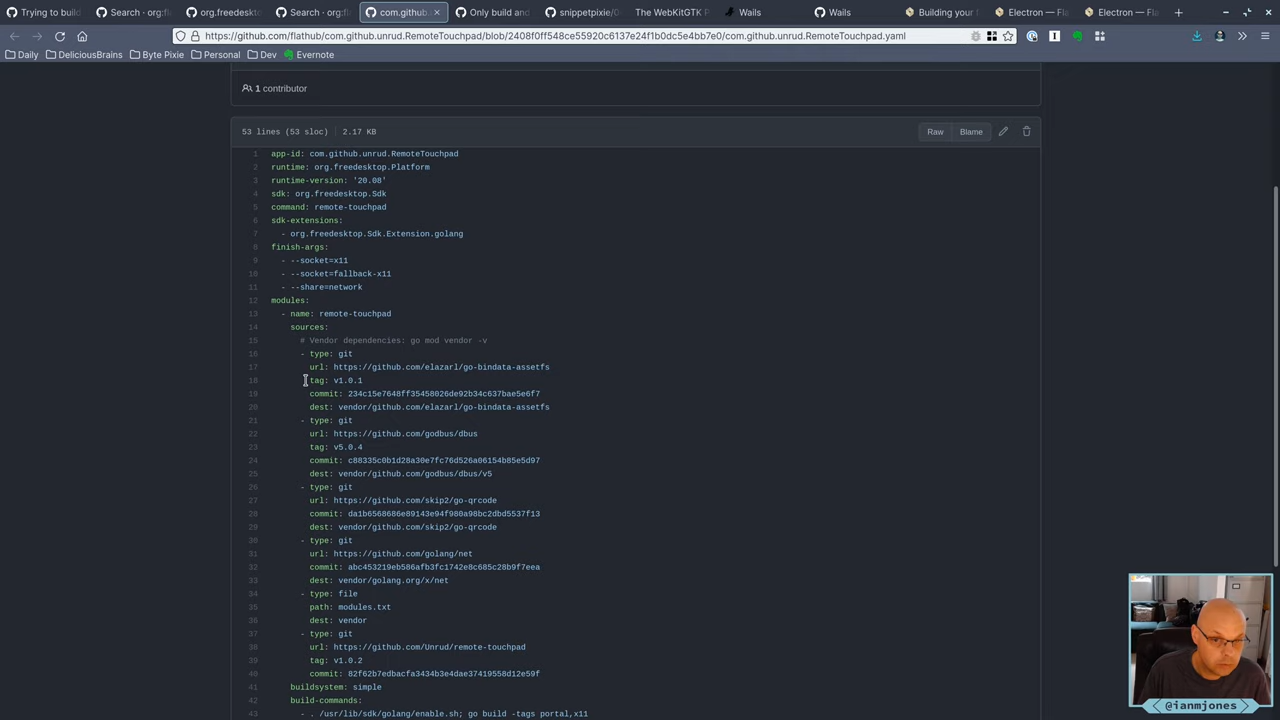 Trying to build
Search · org:fl
org.freedesk
Search · org:fl
com.github.
Only build and
snippetpixie/
The WebKitGTK P
Wails
Wails
Building your
Electron — Fla
Electron — Fla
https://github.com/flathub/com.github.unrud.RemoteTouchpad/blob/2408f0ff548ce55920c6137e24f1b0dc5e4bb7e0/com.github.unrud.RemoteTouchpad.yaml
Daily
DeliciousBrains
Byte Pixie
Personal
Dev
Evernote
1 contributor
53 lines (53 sloc) | 2.17 KB
Raw
Blame
1 app-id: com.github.unrud.RemoteTouchpad
2 runtime: org.freedesktop.Platform
3 runtime-version: '20.08'
4 sdk: org.freedesktop.Sdk
5 command: remote-touchpad
6 sdk-extensions:
7 - org.freedesktop.Sdk.Extension.golang
8 finish-args:
9 - --socket=x11
10 - --socket=fallback-x11
11 - --share=network
12 modules:
13 - name: remote-touchpad
14 sources:
15 # Vendor dependencies: go mod vendor -v
16 - type: git
17 url: https://github.com/elazarl/go-bindata-assetfs
18 tag: v1.0.1
19 commit: 234c15e7648ff35458026de92b34c637bae5e6f7
20 dest: vendor/github.com/elazarl/go-bindata-assetfs
21 - type: git
22 url: https://github.com/godbus/dbus
23 tag: v5.0.4
24 commit: c88335c0b1d28a30e7fc76d526a06154b85e5d97
25 dest: vendor/github.com/godbus/dbus/v5
26 - type: git
27 url: https://github.com/skip2/go-qrcode
28 commit: da1b6568686e89143e94f980a98bc2dbd5537f13
29 dest: vendor/github.com/skip2/go-qrcode
30 - type: git
31 url: https://github.com/golang/net
32 commit: abc453219eb586afb3fc1742e8c685c28b9f7eea
33 dest: vendor/golang.org/x/net
34 - type: file
35 path: modules.txt
36 dest: vendor
37 - type: git
38 url: https://github.com/Unrud/remote-touchpad
39 tag: v1.0.2
40 commit: 82f62b7edbacfa3434b3e4dae37419558d12e59f
41 buildsystem: simple
42 build-commands:
43 - . /usr/lib/sdk/golang/enable.sh; go build -tags portal,x11
@ianmjones